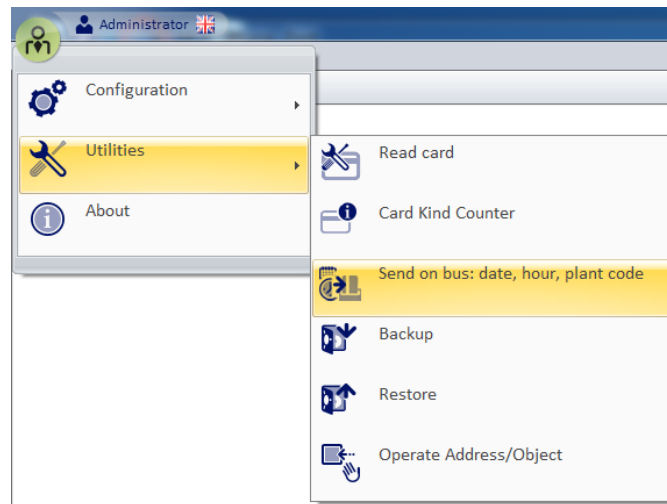 Administrator
Configuration
Utilities
About
Read card
Card Kind Counter
Send on bus: date, hour, plant code
Backup
Restore
Operate Address/Object